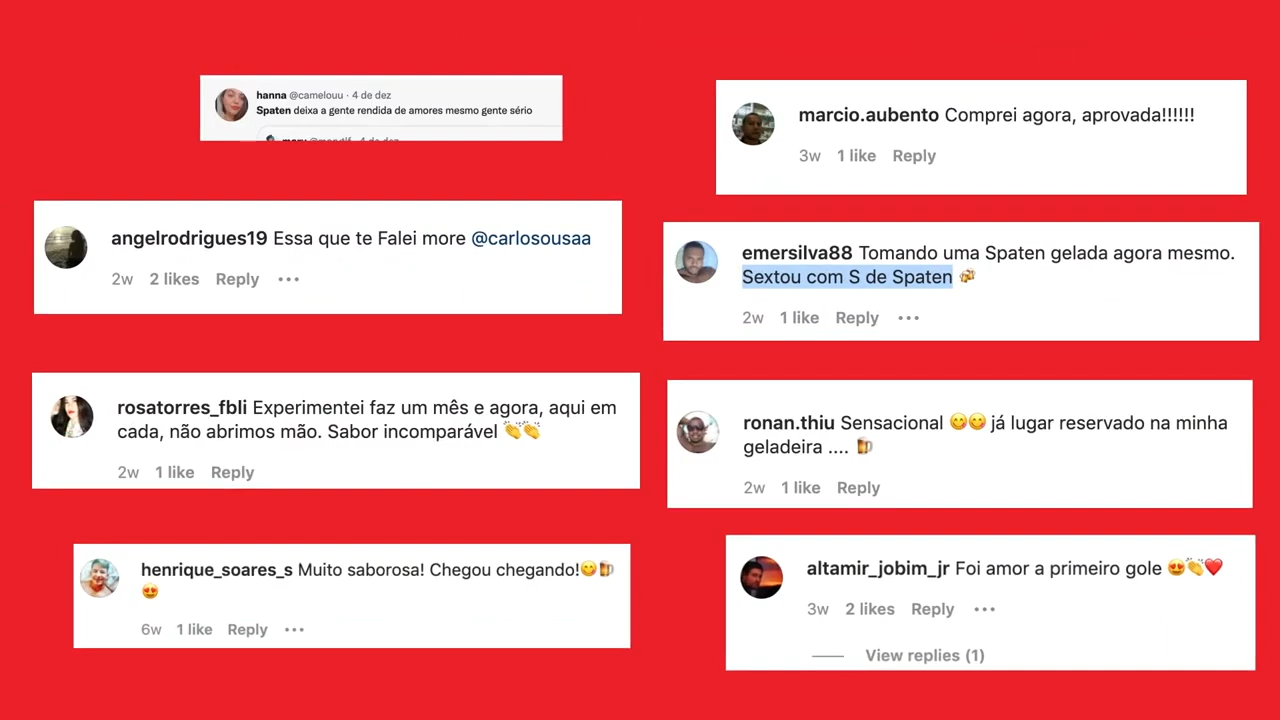 hanna @camelouu · 4 de dez
Spaten deixa a gente rendida de amores mesmo gente sério
angelrodrigues19 Essa que te Falei more @carlosousaa
2w 2 likes Reply •••
rosatorres_fbli Experimentei faz um mês e agora, aqui em
cada, não abrimos mão. Sabor incomparável 👏👏
2w 1 like Reply
henrique_soares_s Muito saborosa! Chegou chegando!😋🍺
😍
6w 1 like Reply •••
marcio.aubento Comprei agora, aprovada!!!!!!
3w 1 like Reply
emersilva88 Tomando uma Spaten gelada agora mesmo.
Sextou com S de Spaten 🍻
2w 1 like Reply •••
ronan.thiu Sensacional 😋😋 já lugar reservado na minha
geladeira .... 🍺
2w 1 like Reply
altamir_jobim_jr Foi amor a primeiro gole 😍👏❤️
3w 2 likes Reply •••
View replies (1)